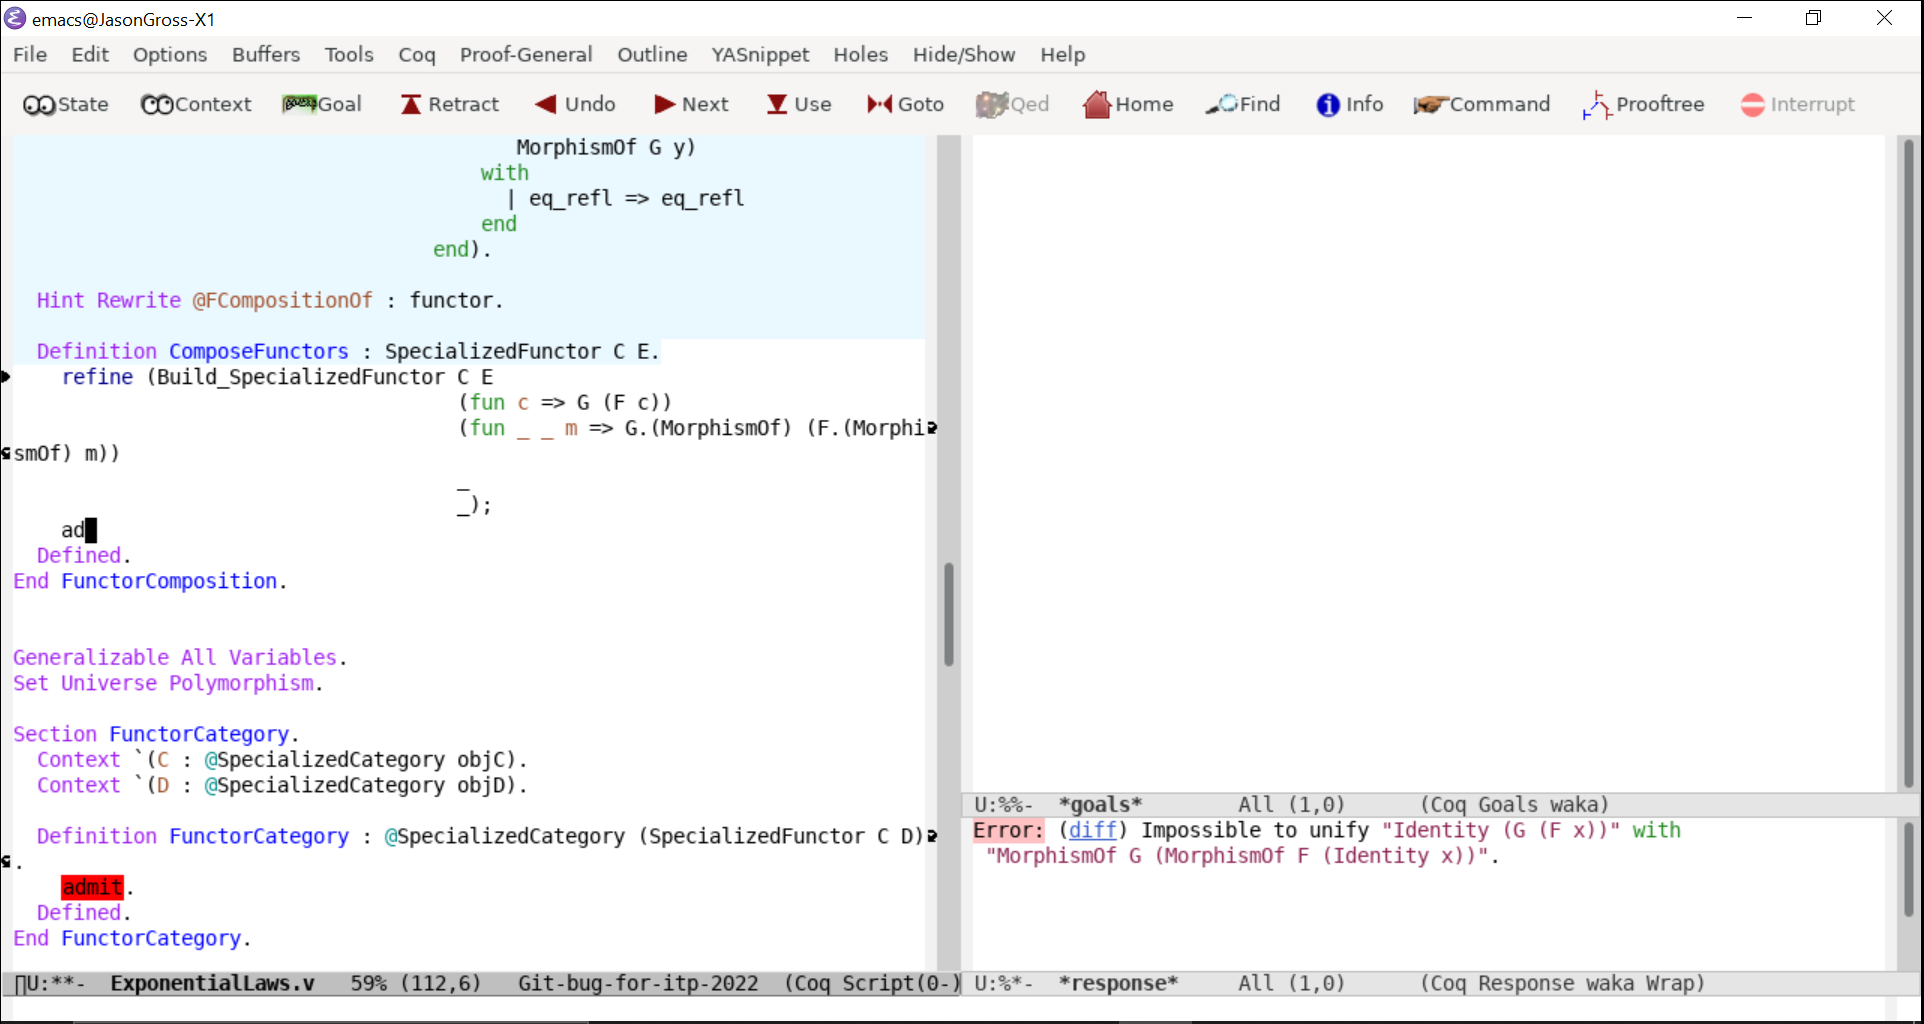 emacs@JasonGross-X1
File Edit Options Buffers Tools Coq Proof-General Outline YASnippet Holes Hide/Show Help
State Context Goal Retract Undo Next Use Goto Qed Home Find Info Command Prooftree Interrupt
MorphismOf G y)
with
| eq_refl => eq_refl
end
end).
Hint Rewrite @FCompositionOf : functor.
Definition ComposeFunctors : SpecializedFunctor C E.
refine (Build_SpecializedFunctor C E
(fun c => G (F c))
(fun _ _ m => G.(MorphismOf) (F.(Morphi
smOf) m))
_
_);
ad
Defined.
End FunctorComposition.
Generalizable All Variables.
Set Universe Polymorphism.
Section FunctorCategory.
Context `(C : @SpecializedCategory objC).
Context `(D : @SpecializedCategory objD).
Definition FunctorCategory : @SpecializedCategory (SpecializedFunctor C D)
.
admit.
Defined.
End FunctorCategory.
U:**-  ExponentialLaws.v   59% (112,6)   Git-bug-for-itp-2022  (Coq Script(0-)
U:%%-  *goals*        All (1,0)      (Coq Goals waka)
Error: (diff) Impossible to unify "Identity (G (F x))" with
"MorphismOf G (MorphismOf F (Identity x))".
U:%*-  *response*     All (1,0)      (Coq Response waka Wrap)